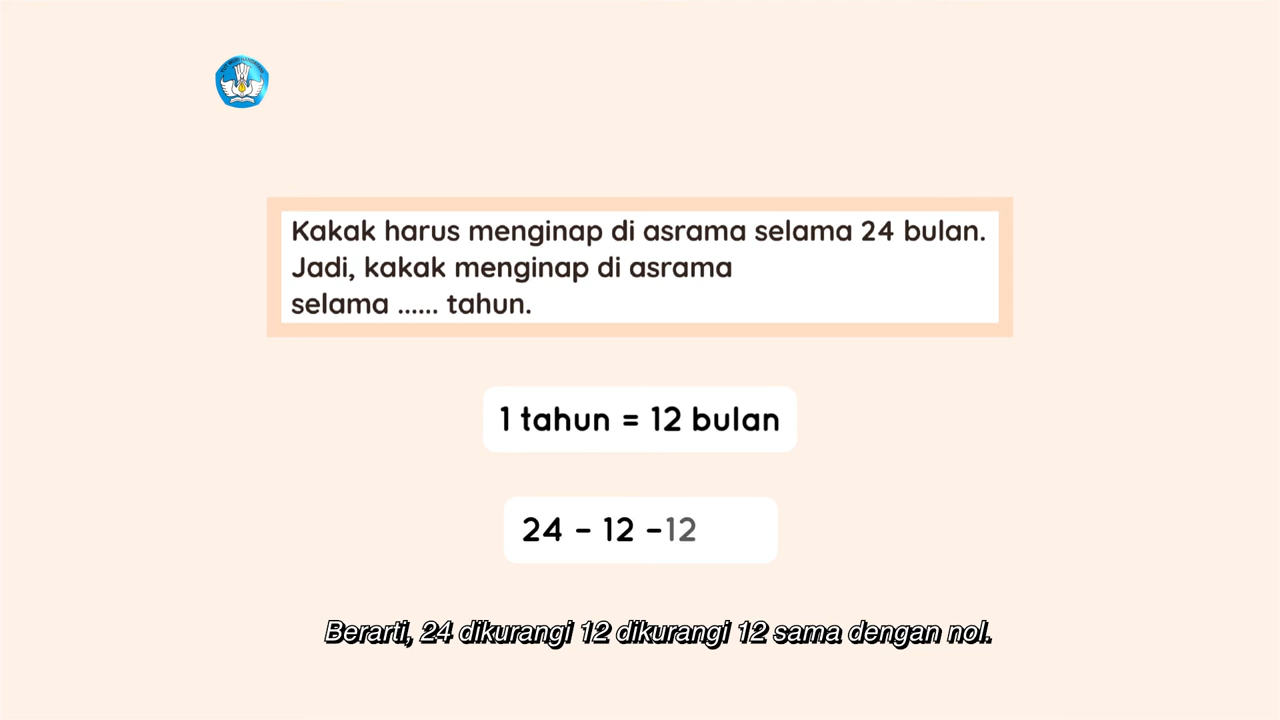 Kakak harus menginap di asrama selama 24 bulan.
Jadi, kakak menginap di asrama
selama ...... tahun.
1 tahun = 12 bulan
24 - 12 -12
Berarti, 24 dikurangi 12 dikurangi 12 sama dengan nol.